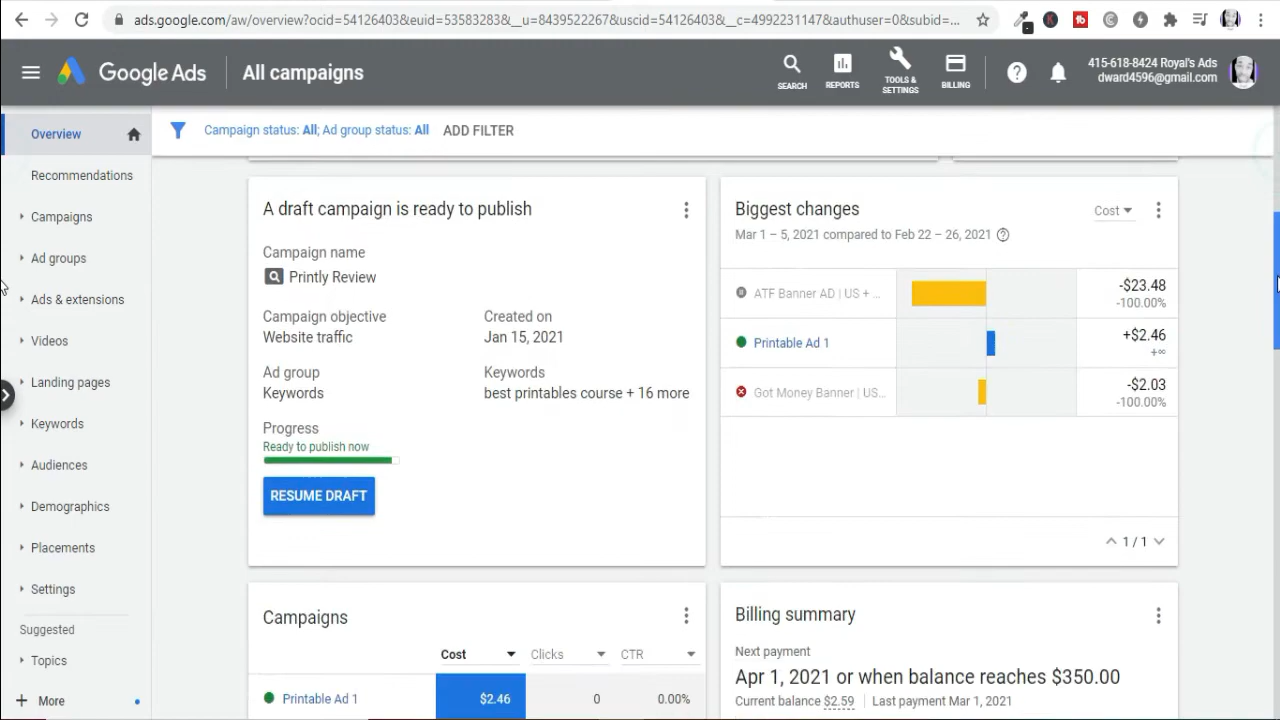 ads.google.com/aw/overview?ocid=54126403&euid=53583283&__u=8439522267&uscid=54126403&__c=4992231147&authuser=0&subid=...
Google Ads
All campaigns
SEARCH
REPORTS
TOOLS &
SETTINGS
BILLING
415-618-8424 Royal's Ads
dward4596@gmail.com
Overview
Recommendations
Campaigns
Ad groups
Ads & extensions
Videos
Landing pages
Keywords
Audiences
Demographics
Placements
Settings
Suggested
Topics
More
Campaign status: All; Ad group status: All
ADD FILTER
A draft campaign is ready to publish
Campaign name
Printly Review
Campaign objective
Website traffic
Created on
Jan 15, 2021
Ad group
Keywords
Keywords
best printables course + 16 more
Progress
Ready to publish now
RESUME DRAFT
Biggest changes
Cost
Mar 1 – 5, 2021 compared to Feb 22 – 26, 2021
ATF Banner AD | US + ...
-$23.48
-100.00%
Printable Ad 1
+$2.46
+∞
Got Money Banner | US...
-$2.03
-100.00%
1 / 1
Campaigns
Cost
Clicks
CTR
Printable Ad 1
$2.46
0
0.00%
Billing summary
Next payment
Apr 1, 2021 or when balance reaches $350.00
Current balance $2.59
Last payment Mar 1, 2021